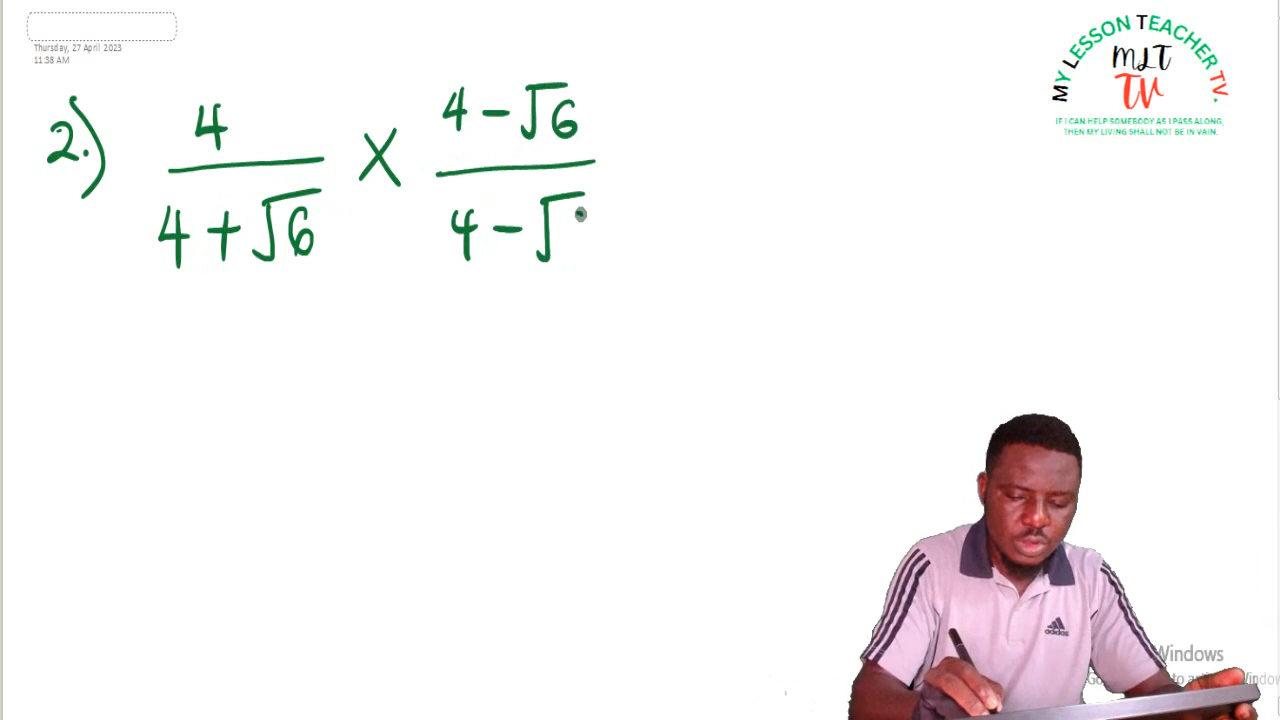 Thursday, 27 April 2023
11:38 AM
MY LESSON TEACHER TV.
MLT
TV
IF I CAN HELP SOMEBODY AS I PASS ALONG,
THEN MY LIVING SHALL NOT BE IN VAIN.
2.) 4 / 4 + √6 X 4 − √6 / 4 − √
adidas
Windows